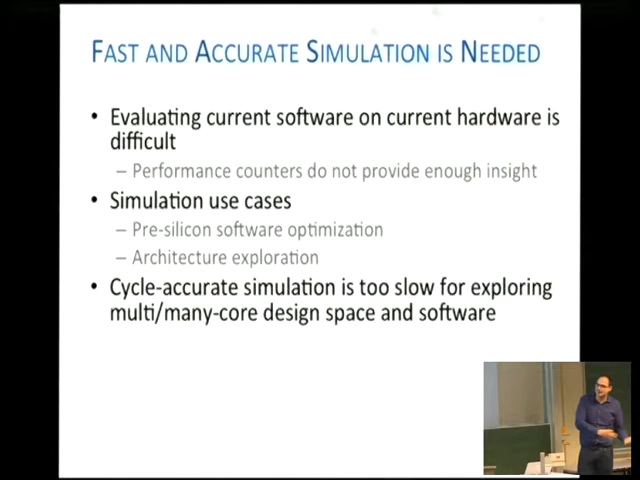 FAST AND ACCURATE SIMULATION IS NEEDED
• Evaluating current software on current hardware is
difficult
– Performance counters do not provide enough insight
• Simulation use cases
– Pre-silicon software optimization
– Architecture exploration
• Cycle-accurate simulation is too slow for exploring
multi/many-core design space and software